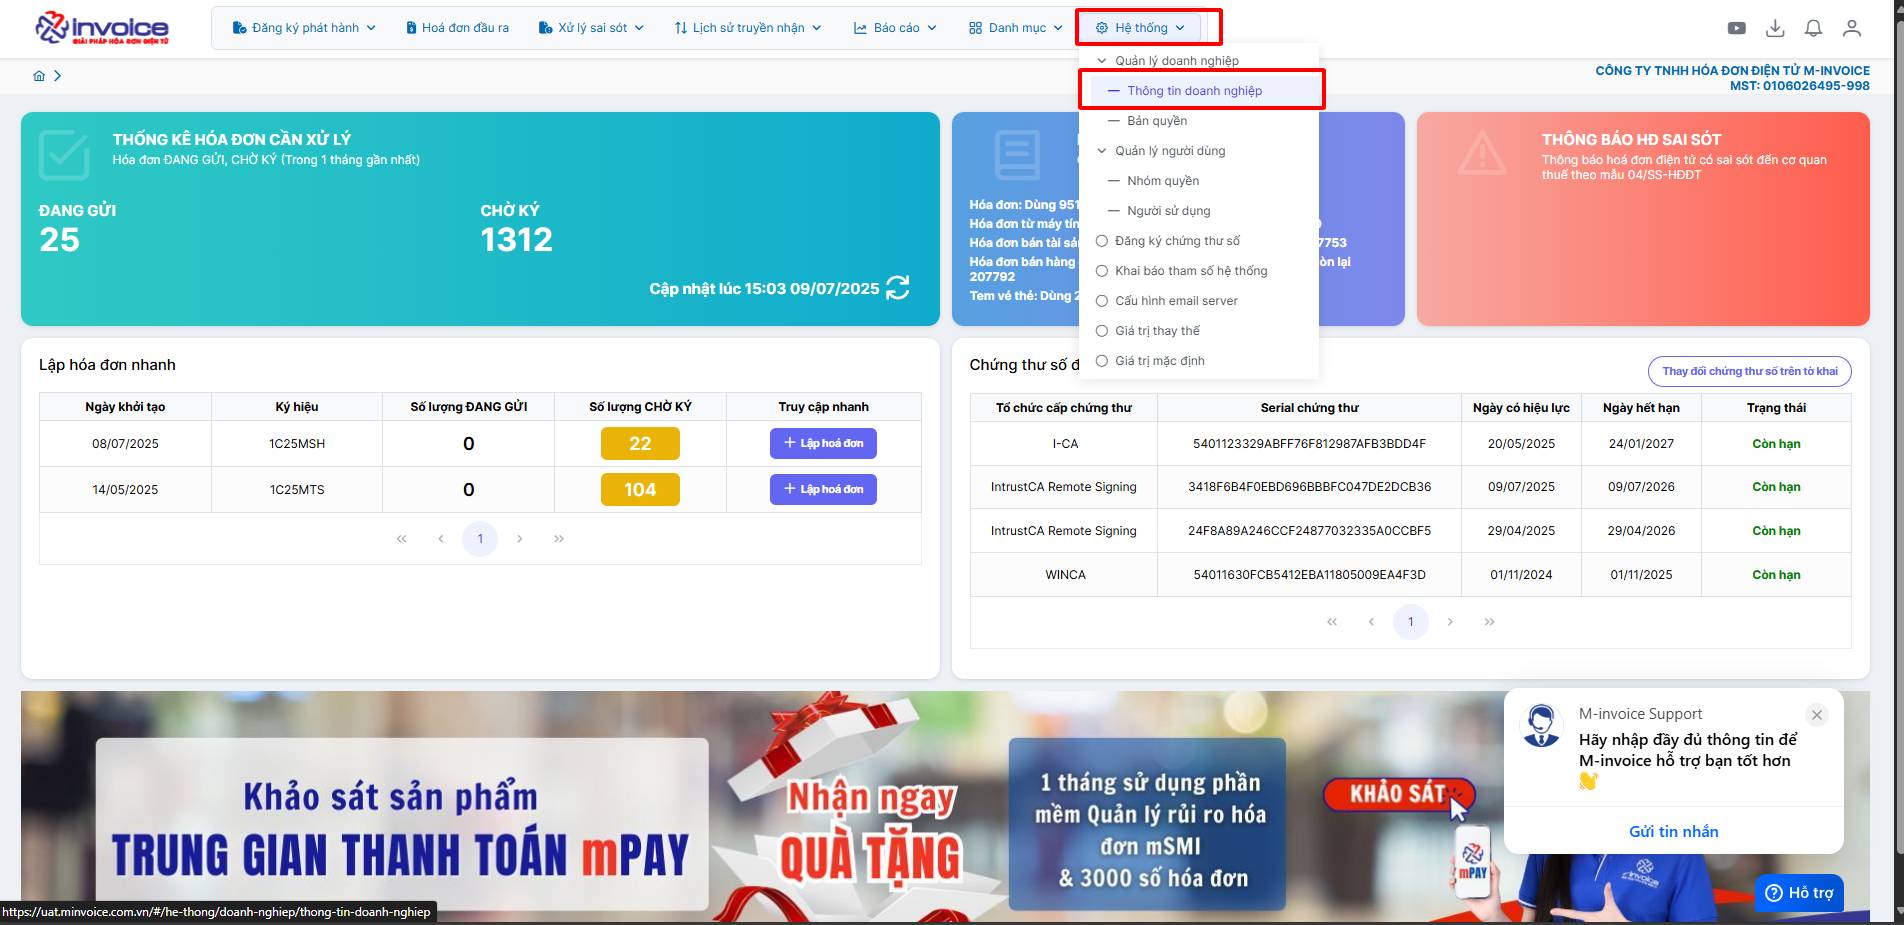 invoice
GIẢI PHÁP HÓA ĐƠN ĐIỆN TỬ
Đăng ký phát hành
Hoá đơn đầu ra
Xử lý sai sót
Lịch sử truyền nhận
Báo cáo
Danh mục
Hệ thống
CÔNG TY TNHH HÓA ĐƠN ĐIỆN TỬ M-INVOICE
MST: 0106026495-998
Quản lý doanh nghiệp
Thông tin doanh nghiệp
Bản quyền
Quản lý người dùng
Nhóm quyền
Người sử dụng
Đăng ký chứng thư số
Khai báo tham số hệ thống
Cấu hình email server
Giá trị thay thế
Giá trị mặc định
THỐNG KÊ HÓA ĐƠN CẦN XỬ LÝ
Hóa đơn ĐANG GỬI, CHỜ KÝ (Trong 1 tháng gần nhất)
ĐANG GỬI
25
CHỜ KÝ
1312
Cập nhật lúc 15:03 09/07/2025
Hóa đơn: Dùng 951
Hóa đơn từ máy tín
Hóa đơn bán tài sả
7753
Hóa đơn bán hàng
òn lại
207792
Tem vé thẻ: Dùng 2
THÔNG BÁO HĐ SAI SÓT
Thông báo hoá đơn điện tử có sai sót đến cơ quan
thuế theo mẫu 04/SS-HĐĐT
Lập hóa đơn nhanh
Ngày khởi tạo Ký hiệu Số lượng ĐANG GỬI Số lượng CHỜ KÝ Truy cập nhanh
08/07/2025 1C25MSH 0 22 + Lập hoá đơn
14/05/2025 1C25MTS 0 104 + Lập hoá đơn
« ‹ 1 › »
Chứng thư số đ
Thay đổi chứng thư số trên tờ khai
Tổ chức cấp chứng thư Serial chứng thư Ngày có hiệu lực Ngày hết hạn Trạng thái
I-CA 5401123329ABFF76F812987AFB3BDD4F 20/05/2025 24/01/2027 Còn hạn
IntrustCA Remote Signing 3418F6B4F0EBD696BBBFC047DE2DCB36 09/07/2025 09/07/2026 Còn hạn
IntrustCA Remote Signing 24F8A89A246CCF24877032335A0CCBF5 29/04/2025 29/04/2026 Còn hạn
WINCA 54011630FCB5412EBA11805009EA4F3D 01/11/2024 01/11/2025 Còn hạn
« ‹ 1 › »
Khảo sát sản phẩm
TRUNG GIAN THANH TOÁN mPAY
Nhận ngay
QUÀ TẶNG
1 tháng sử dụng phần
mềm Quản lý rủi ro hóa
đơn mSMI
& 3000 số hóa đơn
KHẢO SÁT
mPAY
invoice
M-invoice Support
Hãy nhập đầy đủ thông tin để
M-invoice hỗ trợ bạn tốt hơn
👋
Gửi tin nhắn
Hỗ trợ
https://uat.minvoice.com.vn/#/he-thong/doanh-nghiep/thong-tin-doanh-nghiep